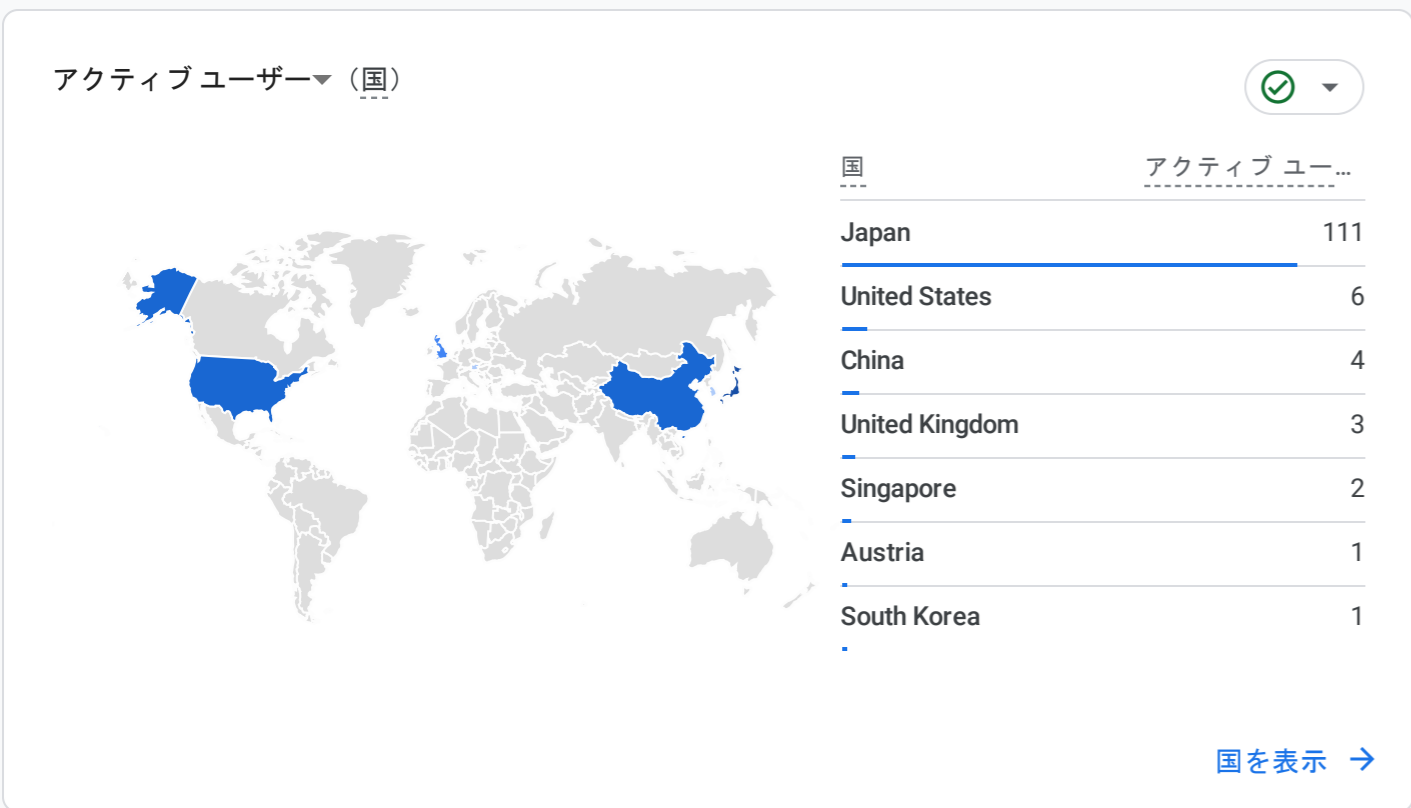 アクティブ ユーザー（国）
国 アクティブ ユー...
Japan 111
United States 6
China 4
United Kingdom 3
Singapore 2
Austria 1
South Korea 1
国を表示